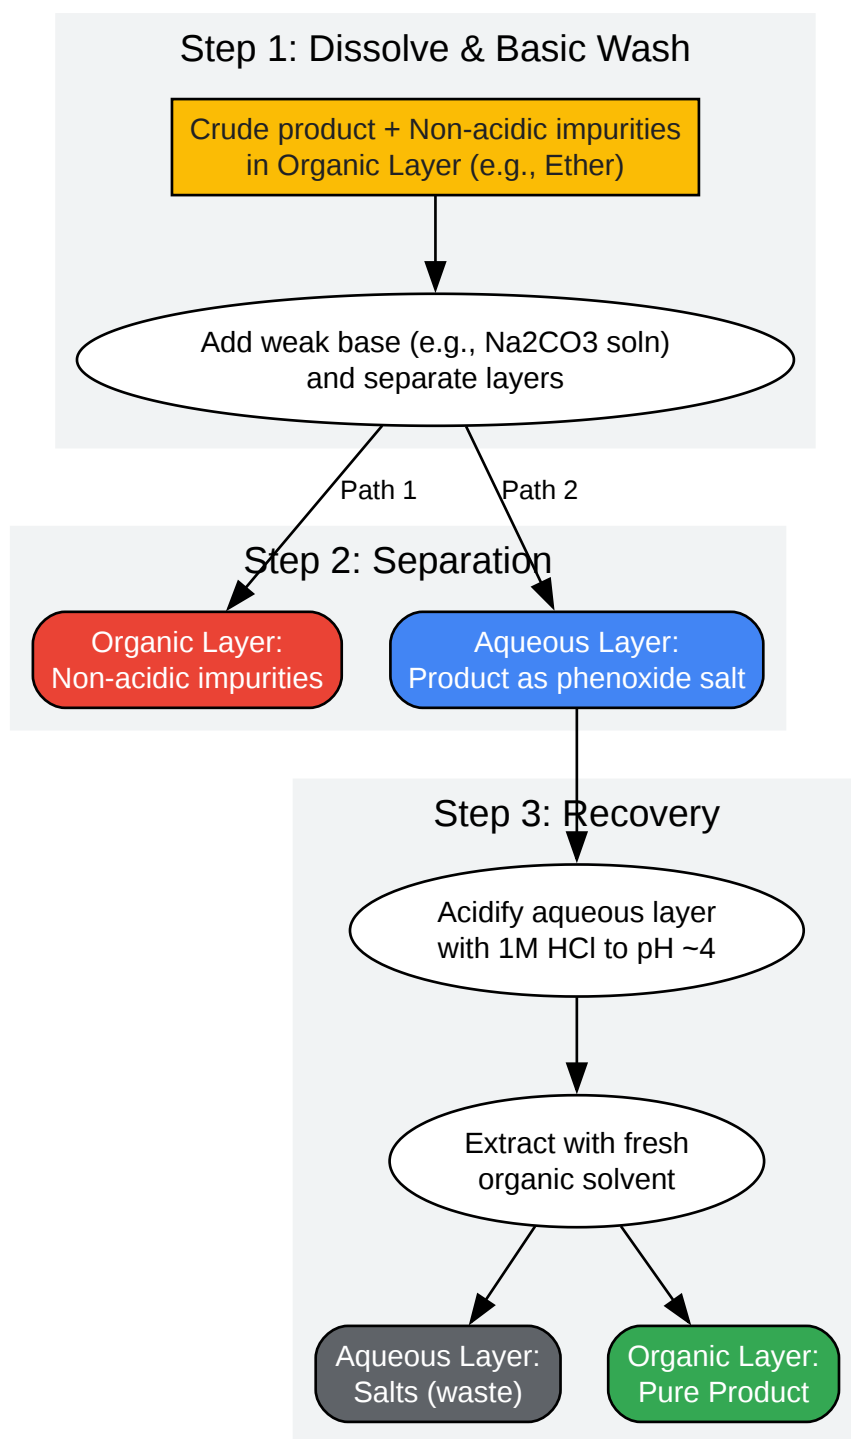 Step 1: Dissolve & Basic Wash
Crude product + Non-acidic impurities
in Organic Layer (e.g., Ether)
Add weak base (e.g., Na2CO3 soln)
and separate layers
Path 1
Path 2
Step 2: Separation
Organic Layer:
Non-acidic impurities
Aqueous Layer:
Product as phenoxide salt
Step 3: Recovery
Acidify aqueous layer
with 1M HCl to pH ~4
Extract with fresh
organic solvent
Aqueous Layer:
Salts (waste)
Organic Layer:
Pure Product